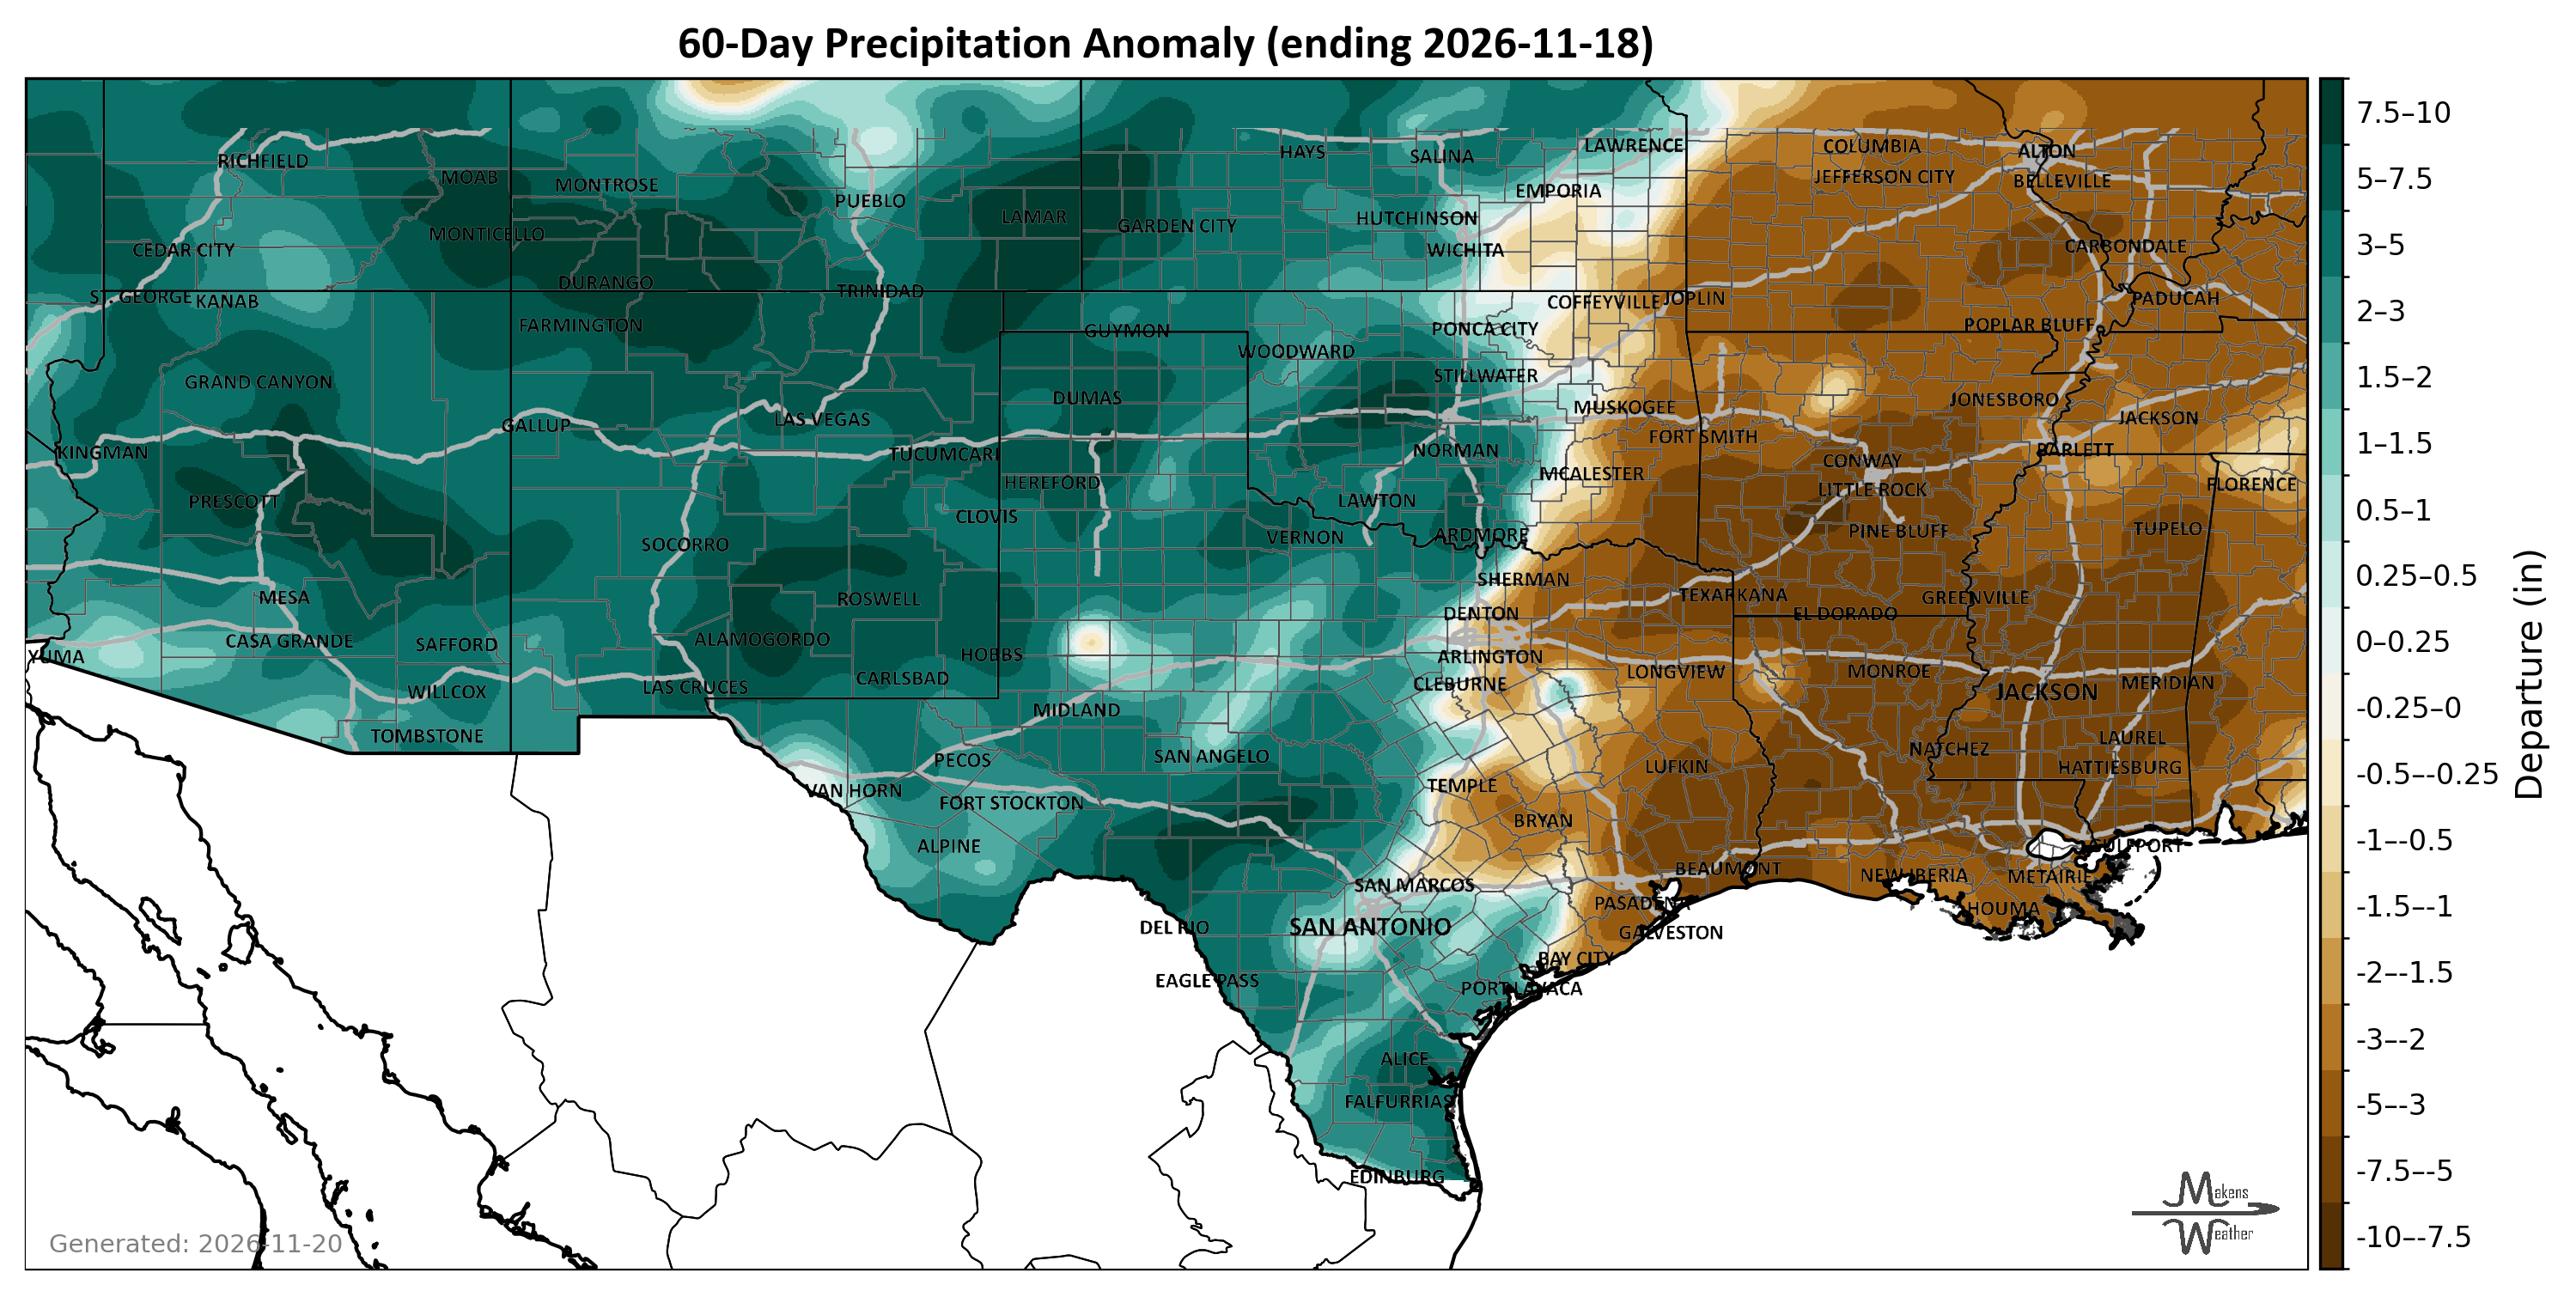 60-Day Precipitation Anomaly (ending 2026-11-18)
RICHFIELD
MOAB
MONTROSE
PUEBLO
LAMAR
HAYS
SALINA
LAWRENCE
COLUMBIA
ALTON
EMPORIA
JEFFERSON CITY
BELLEVILLE
CEDAR CITY
MONTICELLO
GARDEN CITY
HUTCHINSON
WICHITA
CARBONDALE
DURANGO
TRINIDAD
ST GEORGE
KANAB
COFFEYVILLE
JOPLIN
PADUCAH
FARMINGTON
GUYMON
PONCA CITY
POPLAR BLUFF
WOODWARD
GRAND CANYON
DUMAS
STILLWATER
MUSKOGEE
JONESBORO
JACKSON
GALLUP
LAS VEGAS
FORT SMITH
KINGMAN
TUCUMCARI
NORMAN
BARLETT
CONWAY
PRESCOTT
HEREFORD
LAWTON
MCALESTER
LITTLE ROCK
FLORENCE
CLOVIS
VERNON
ARDMORE
PINE BLUFF
TUPELO
SOCORRO
SHERMAN
MESA
ROSWELL
DENTON
TEXARKANA
EL DORADO
GREENVILLE
CASA GRANDE
SAFFORD
ALAMOGORDO
HOBBS
ARLINGTON
YUMA
WILLCOX
LAS CRUCES
CARLSBAD
CLEBURNE
LONGVIEW
MONROE
JACKSON
MERIDIAN
TOMBSTONE
MIDLAND
PECOS
SAN ANGELO
NATCHEZ
LAUREL
VAN HORN
FORT STOCKTON
TEMPLE
LUFKIN
HATTIESBURG
ALPINE
BRYAN
GULFPORT
SAN MARCOS
BEAUMONT
NEW IBERIA
METAIRIE
DEL RIO
SAN ANTONIO
PASADENA
GALVESTON
HOUMA
EAGLE PASS
BAY CITY
PORT LAVACA
ALICE
FALFURRIAS
EDINBURG
7.5–10
5–7.5
3–5
2–3
1.5–2
1–1.5
0.5–1
0.25–0.5
0–0.25
-0.25–0
-0.5–-0.25
-1–-0.5
-1.5–-1
-2–-1.5
-3–-2
-5–-3
-7.5–-5
-10–-7.5
Departure (in)
Generated: 2026-11-20
Makens
Weather